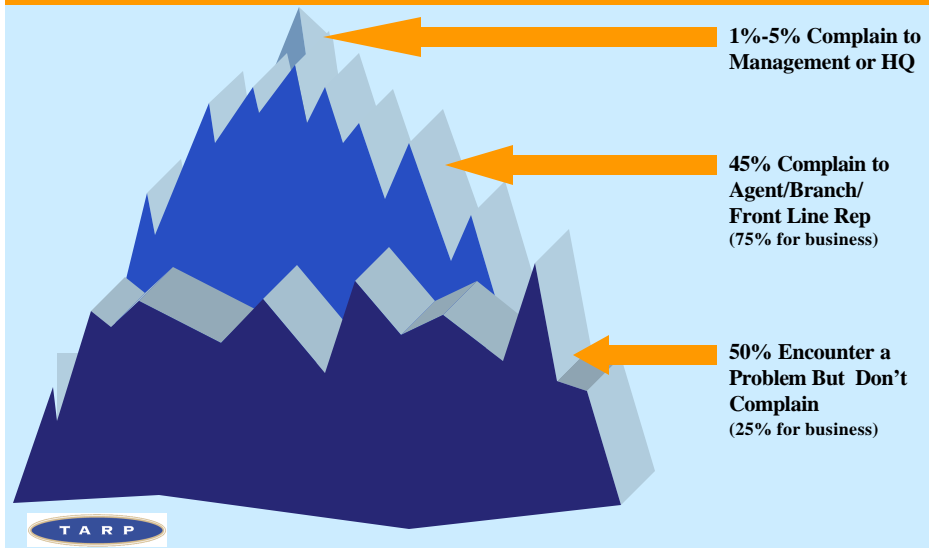 1%-5% Complain to
Management or HQ
45% Complain to
Agent/Branch/
Front Line Rep
(75% for business)
50% Encounter a
Problem But  Don’t
Complain
(25% for business)
TARP